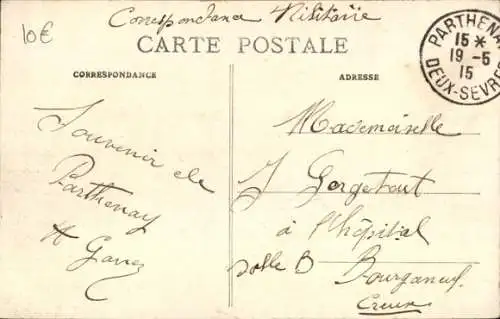 10€
Correspondance Militaire
CARTE POSTALE
PARTHENAY
15 *
19 -5
15
DEUX-SEVRES
CORRESPONDANCE
ADRESSE
Souvenir de
Parthenay
Mademoiselle
à l'hôpital
salle B Bourganeuf
Creuse